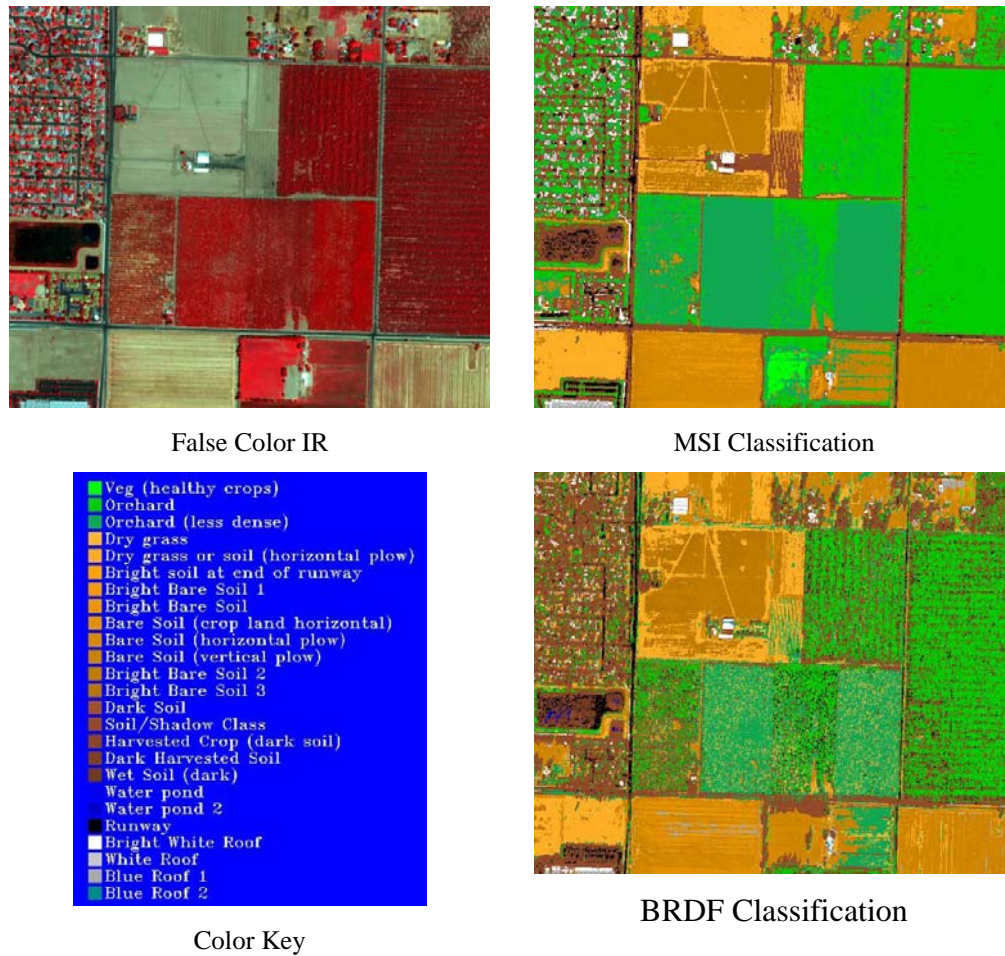 False Color IR
MSI Classification
Veg (healthy crops)
Orchard
Orchard (less dense)
Dry grass
Dry grass or soil (horizontal plow)
Bright soil at end of runway
Bright Bare Soil 1
Bright Bare Soil
Bare Soil (crop land horizontal)
Bare Soil (horizontal plow)
Bare Soil (vertical plow)
Bright Bare Soil 2
Bright Bare Soil 3
Dark Soil
Soil/Shadow Class
Harvested Crop (dark soil)
Dark Harvested Soil
Wet Soil (dark)
Water pond
Water pond 2
Runway
Bright White Roof
White Roof
Blue Roof 1
Blue Roof 2
Color Key
BRDF Classification